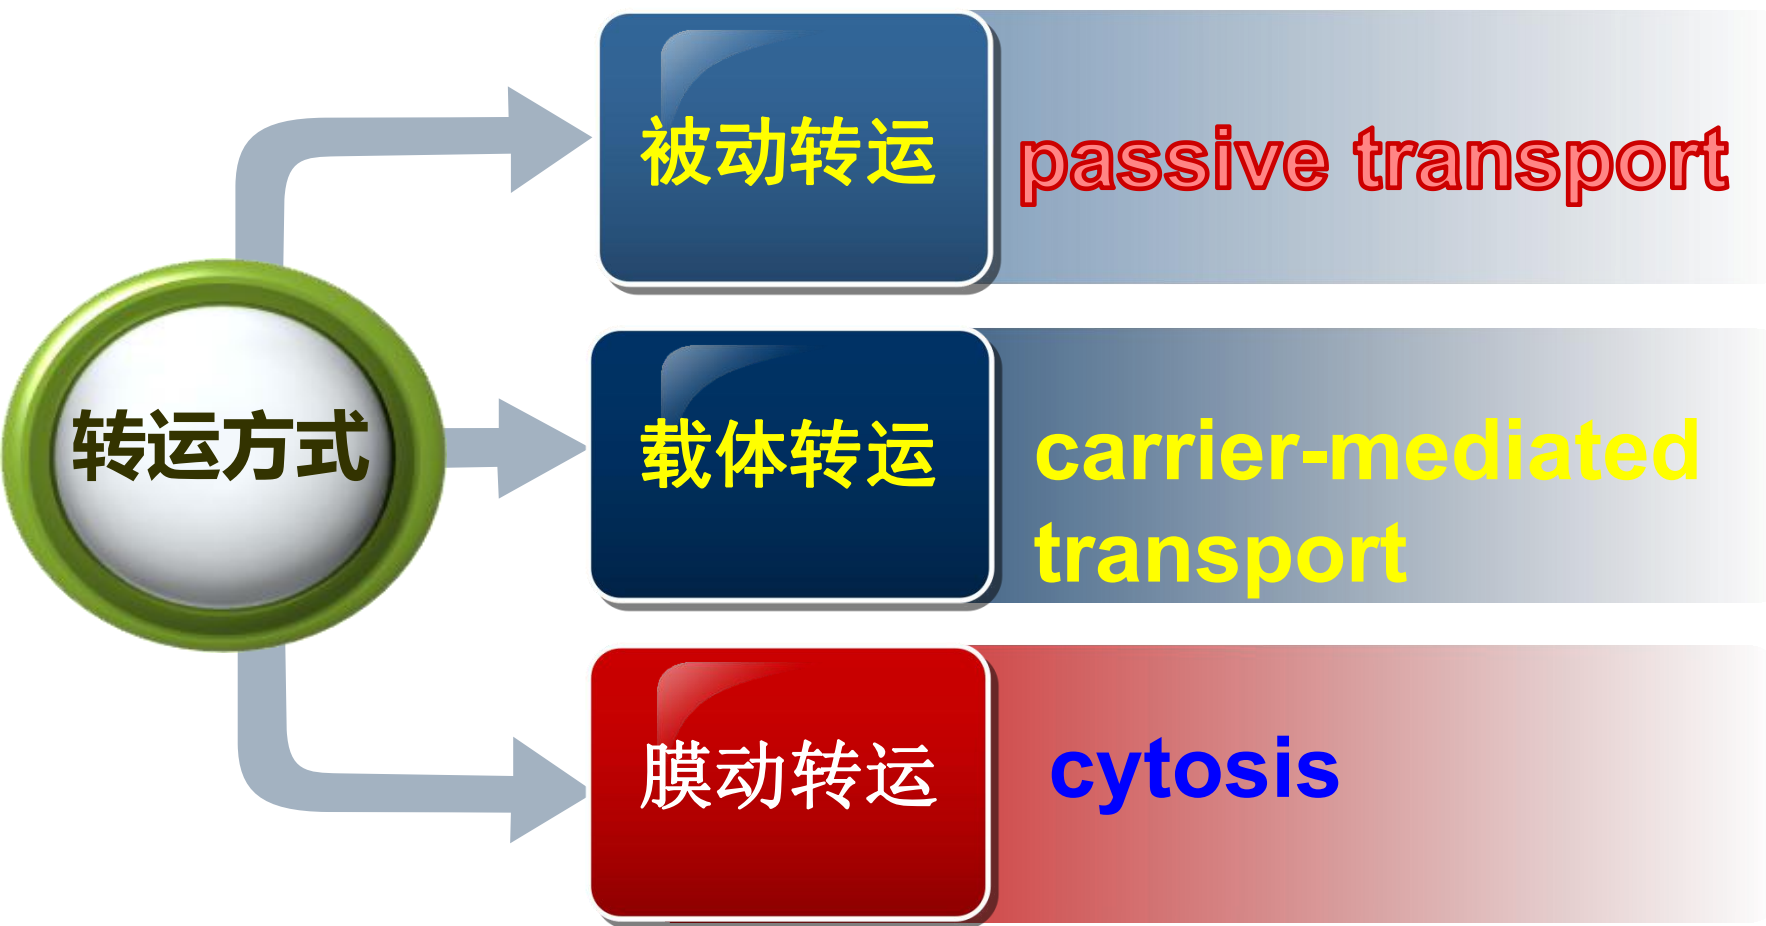 转运方式
被动转运
passive transport
载体转运
carrier-mediated
transport
膜动转运
cytosis